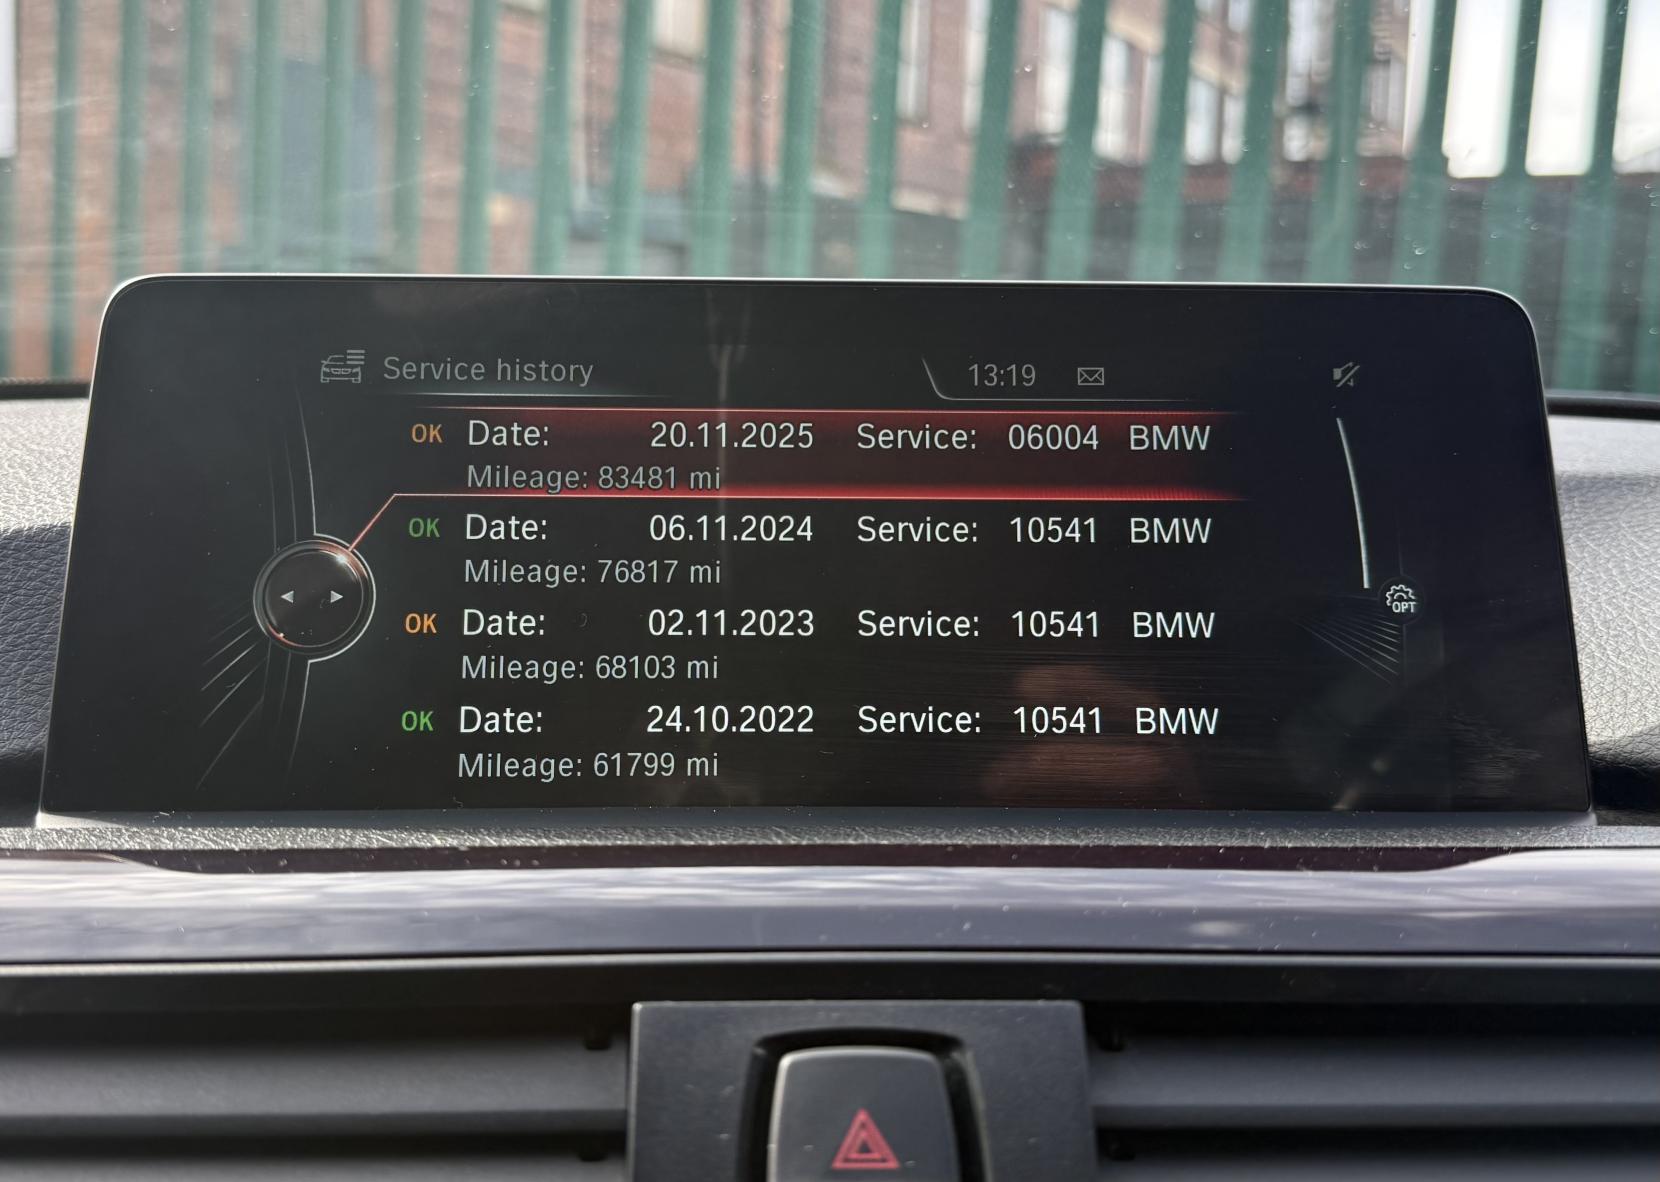 Service history 13:19
OK Date: 20.11.2025 Service: 06004 BMW
Mileage: 83481 mi
OK Date: 06.11.2024 Service: 10541 BMW
Mileage: 76817 mi
OK Date: 02.11.2023 Service: 10541 BMW
Mileage: 68103 mi
OK Date: 24.10.2022 Service: 10541 BMW
Mileage: 61799 mi
OPT